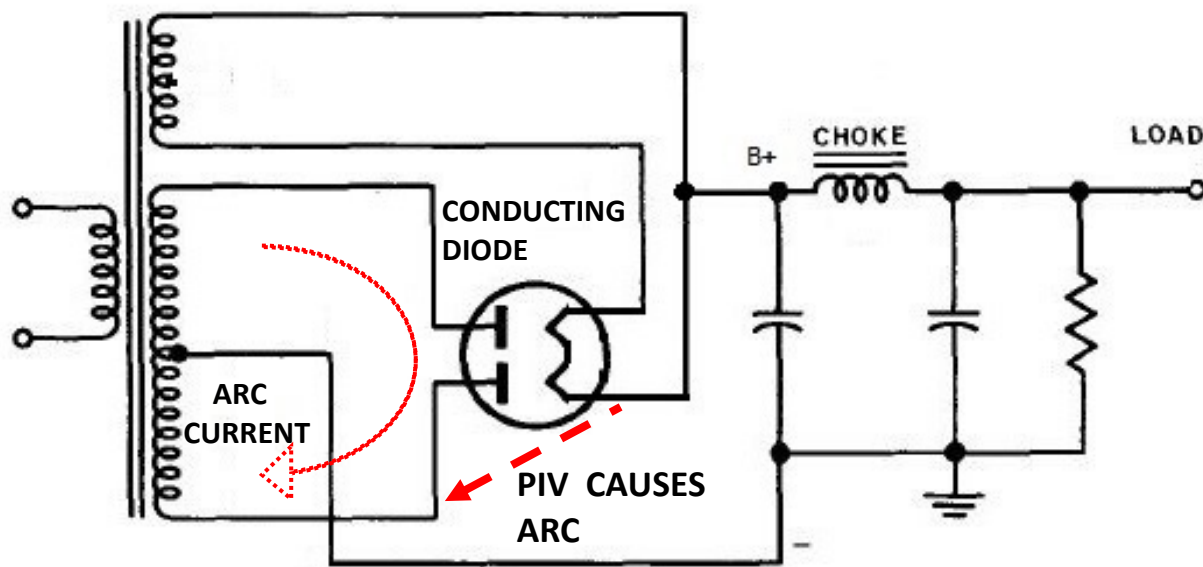 CHOKE
LOAD
B+
CONDUCTING
DIODE
ARC
CURRENT
PIV CAUSES
ARC
–